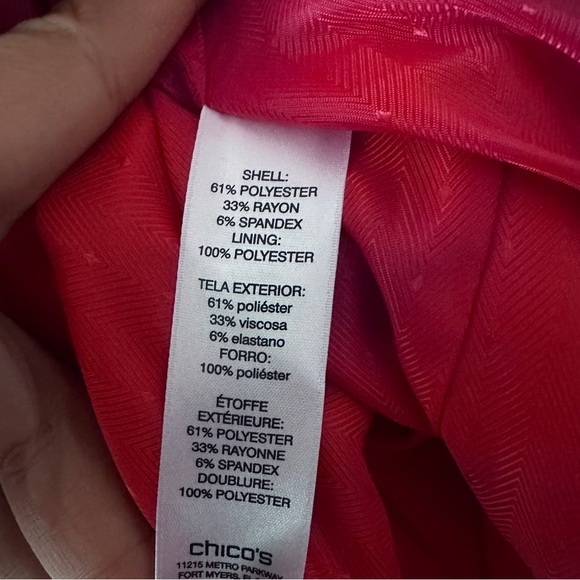 SHELL:
61% POLYESTER
33% RAYON
6% SPANDEX
LINING:
100% POLYESTER
TELA EXTERIOR:
61% poliéster
33% viscosa
6% elastano
FORRO:
100% poliéster
ÉTOFFE
EXTÉRIEURE:
61% POLYESTER
33% RAYONNE
6% SPANDEX
DOUBLURE:
100% POLYESTER
chico's
11215 METRO PARKWAY
FORT MYERS,